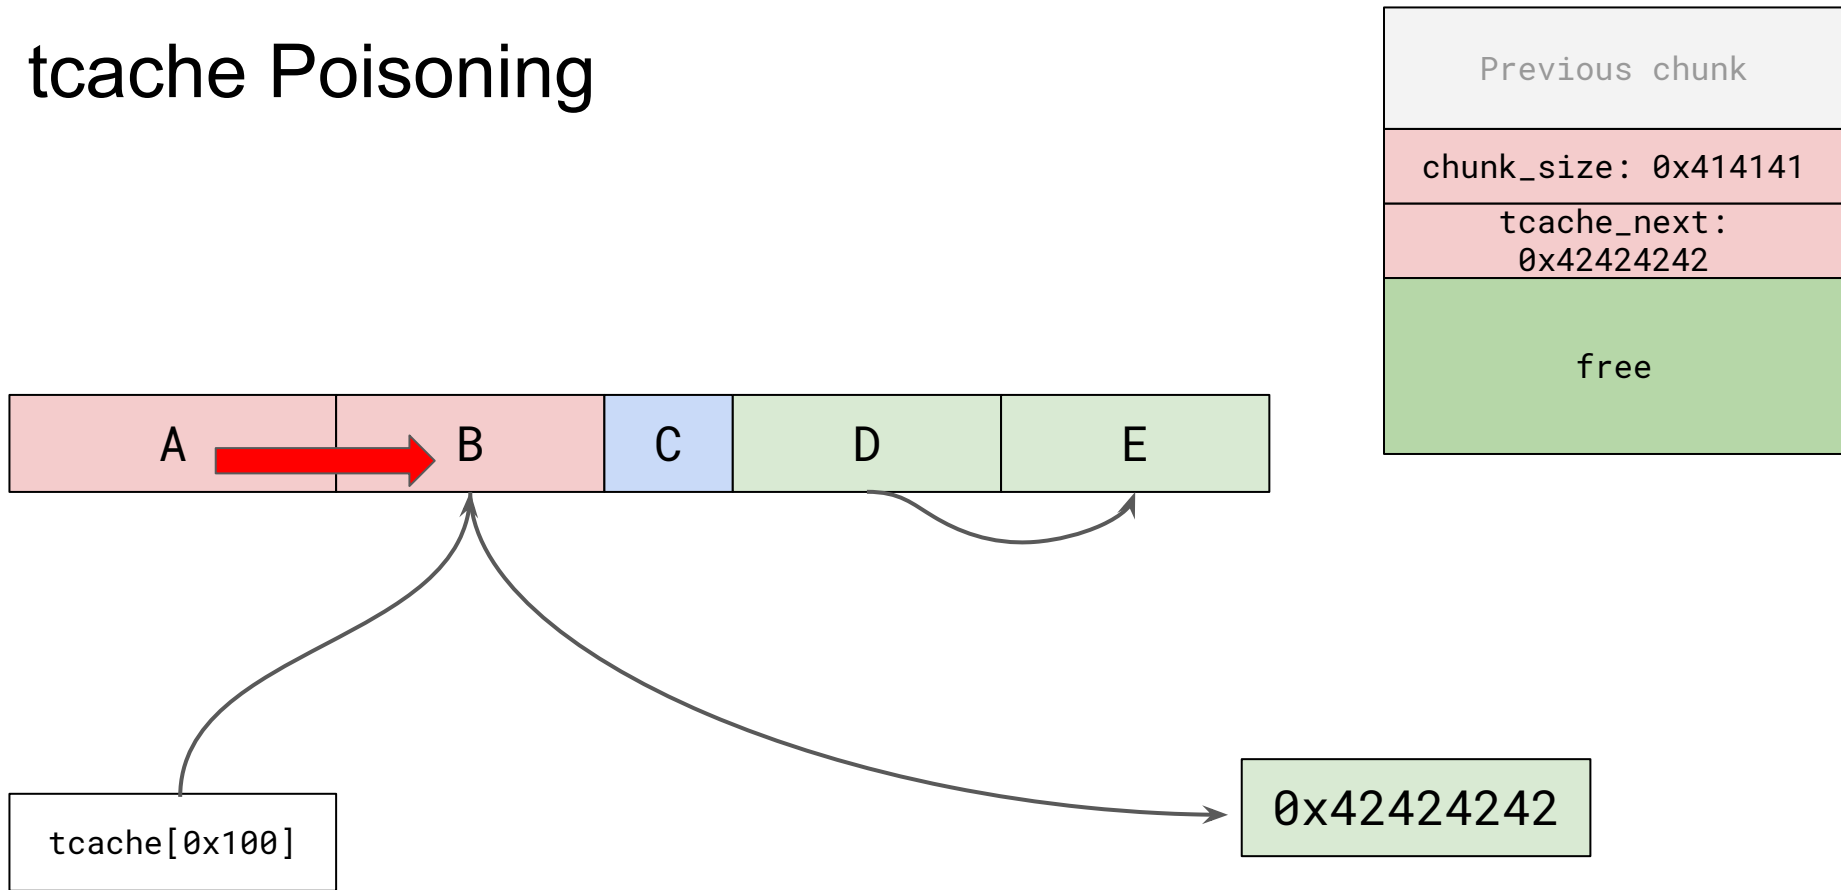 tcache Poisoning
Previous chunk
chunk_size: 0x414141
tcache_next:
0x42424242
free
A
B
C
D
E
0x42424242
tcache[0x100]